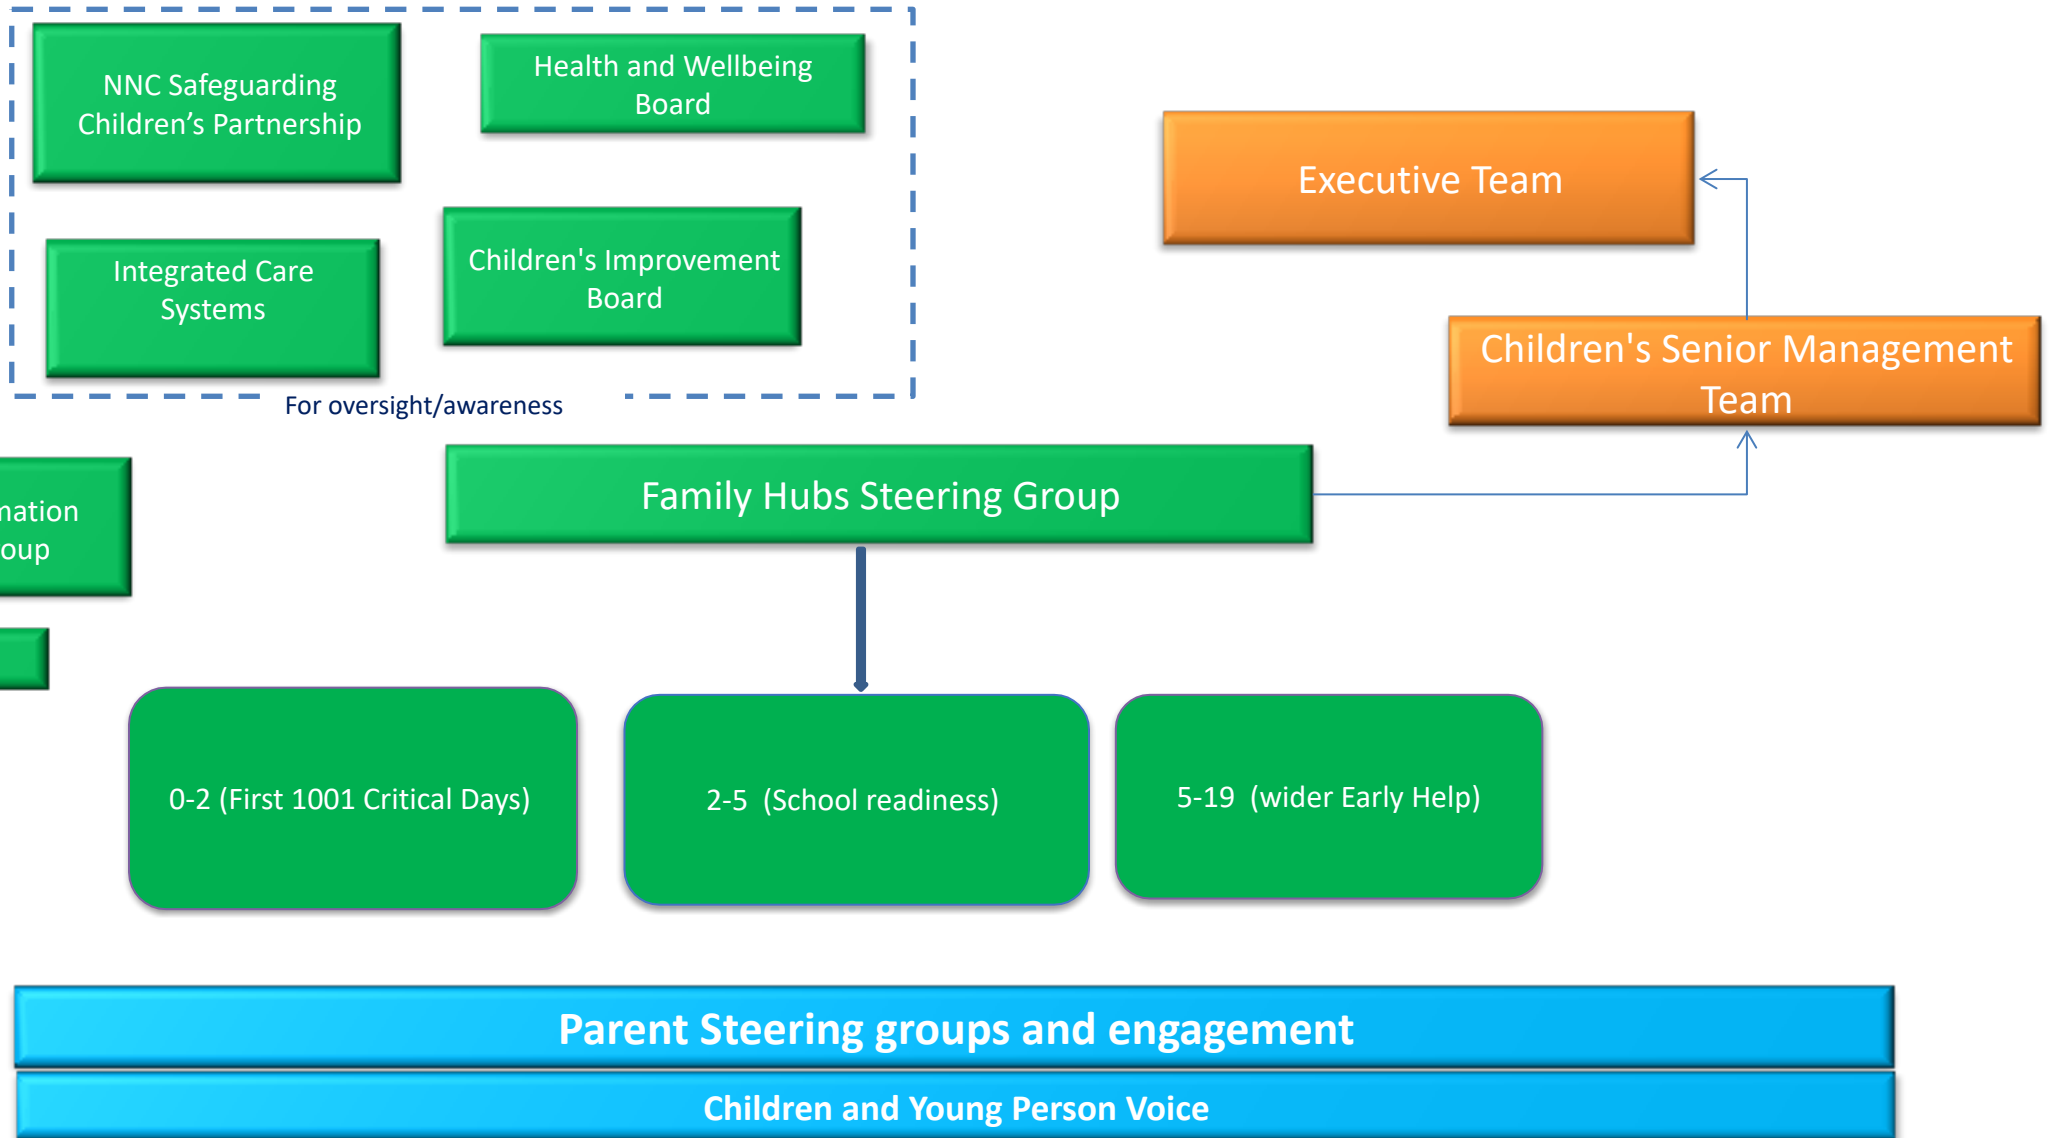 NNC Safeguarding
Children’s Partnership
Health and Wellbeing
Board
Integrated Care
Systems
Children's Improvement
Board
For oversight/awareness
Executive Team
Children's Senior Management
Team
Family Hubs Steering Group
0-2 (First 1001 Critical Days)
2-5  (School readiness)
5-19  (wider Early Help)
Parent Steering groups and engagement
Children and Young Person Voice